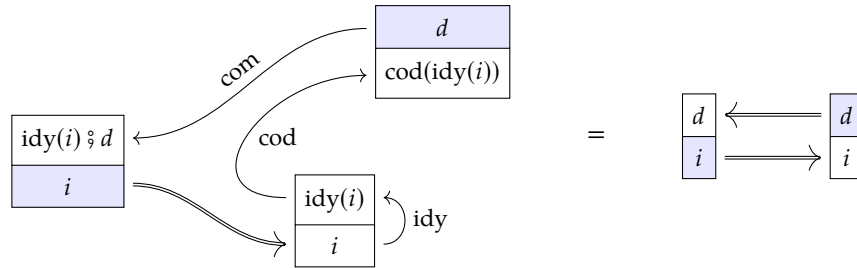 d
cod(idy(i))
com
idy(i) ⨟ d
i
cod
idy(i)
i
idy
=
d
i
d
i